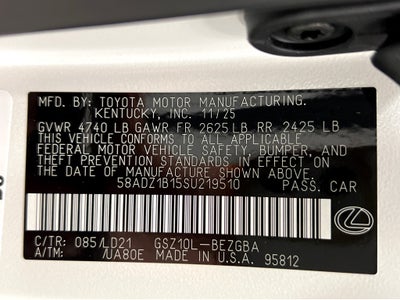 MFD. BY: TOYOTA MOTOR MANUFACTURING.
KENTUCKY, INC. 11/25
GVWR 4740 LB GAWR FR 2625 LB RR 2425 LB
THIS VEHICLE CONFORMS TO ALL APPLICABLE
FEDERAL MOTOR VEHICLE SAFETY, BUMPER, AND
THEFT PREVENTION STANDARDS IN EFFECT ON
THE DATE OF MANUFACTURE SHOWN ABOVE.
58ADZ1B15SU219510 PASS. CAR
C/TR: 085/LD21 GSZ10L-BEZGBA
A/TM: /UA80E MADE IN U.S.A. 95812